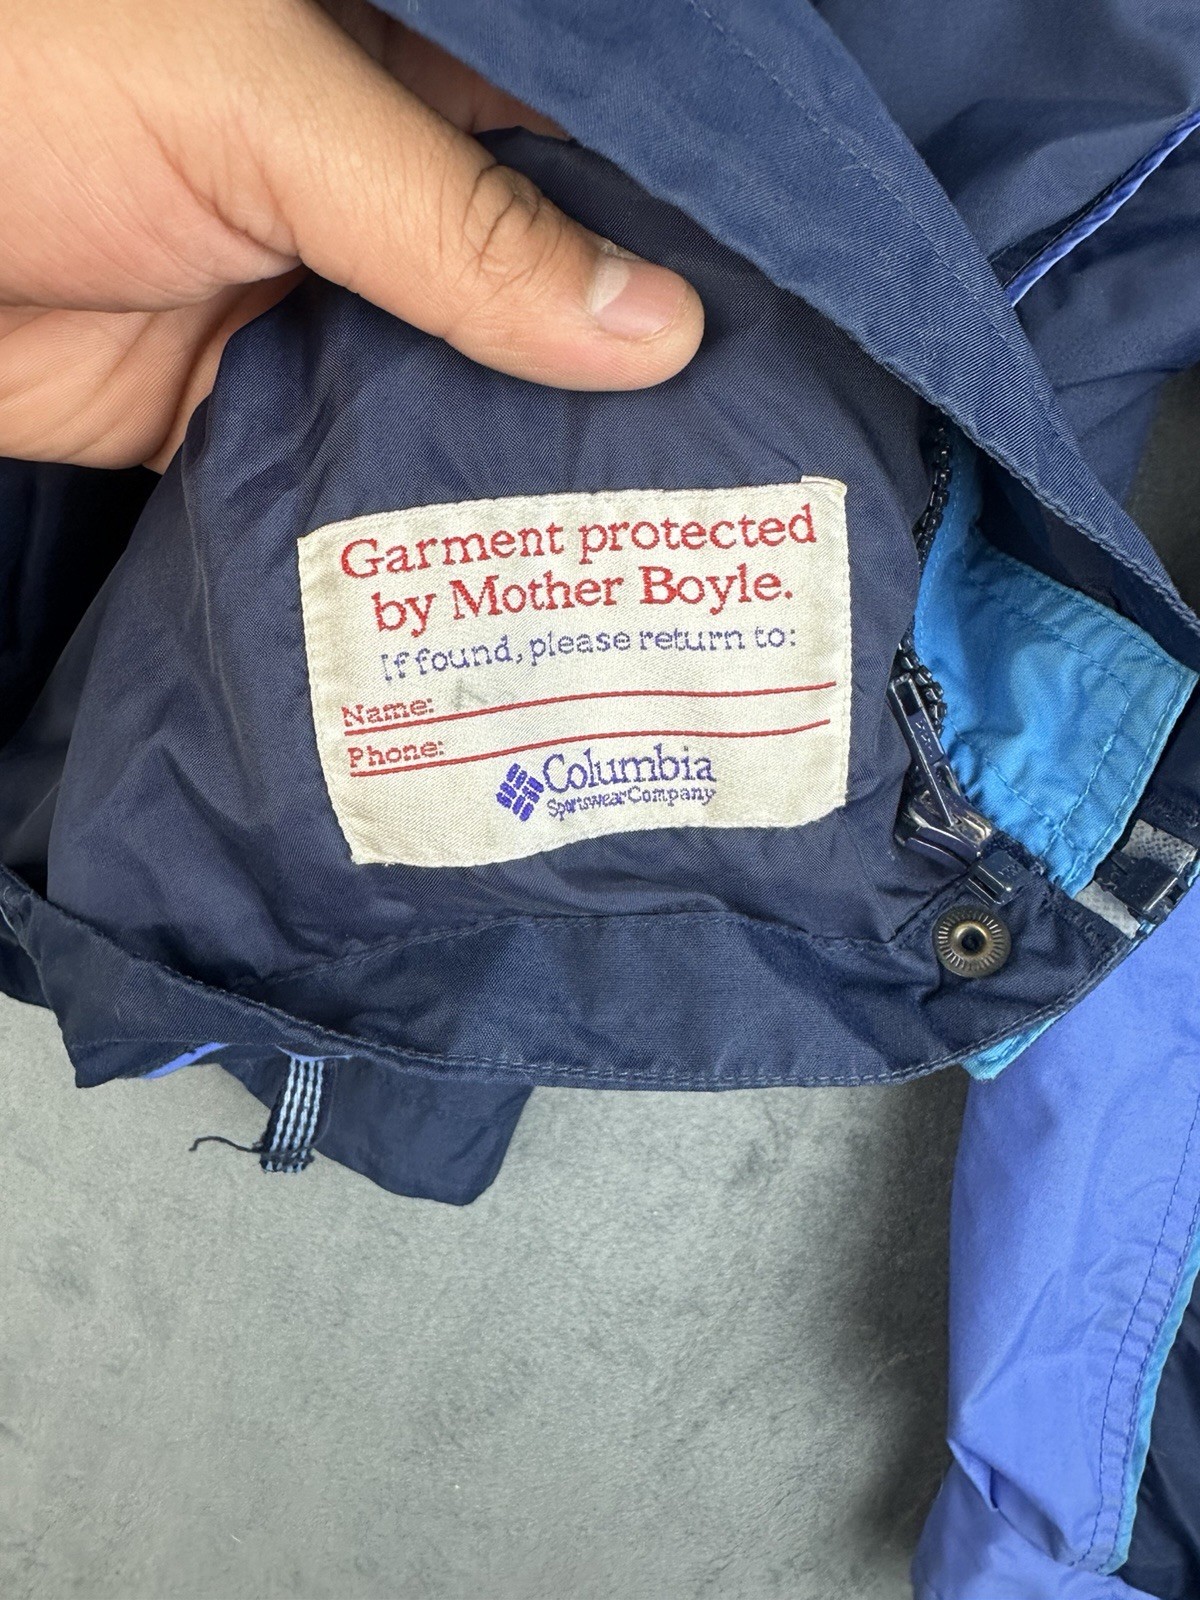 Garment protected
by Mother Boyle.
If found, please return to:
Name:
Phone:
Columbia
Sportswear Company